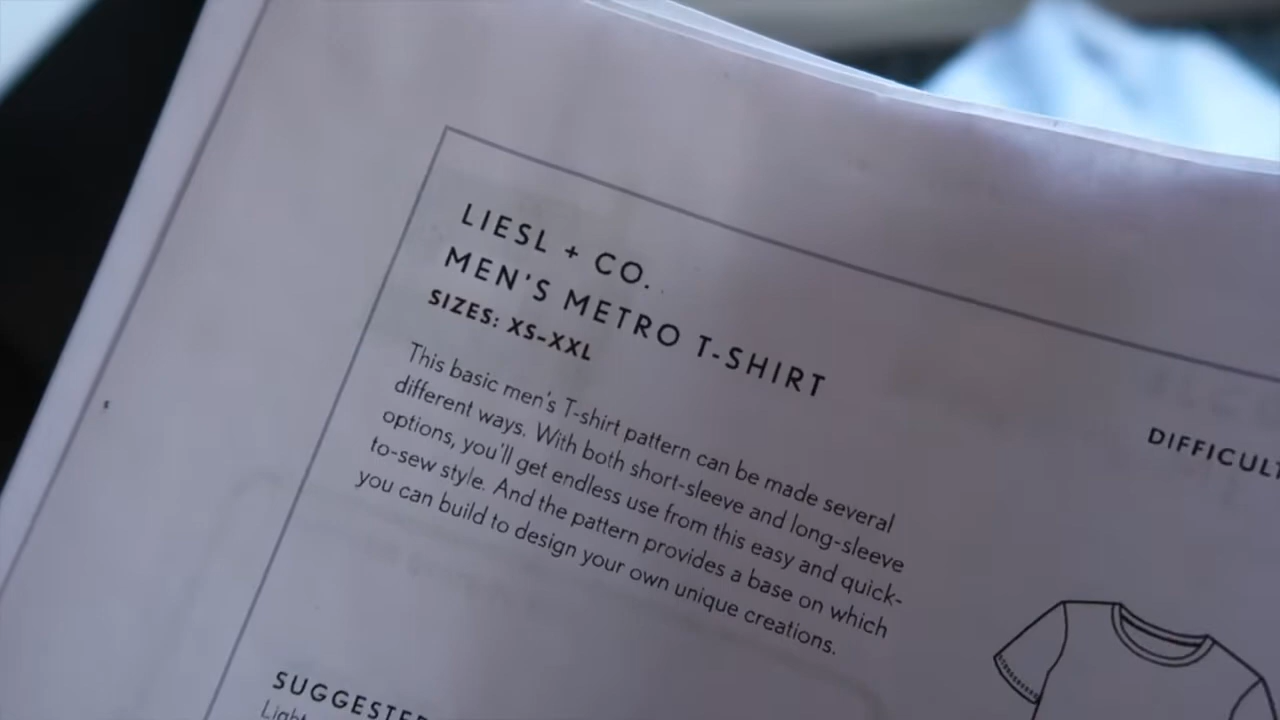 LIESL + CO.
MEN'S METRO T-SHIRT
SIZES: XS-XXL
This basic men's T-shirt pattern can be made several
different ways. With both short-sleeve and long-sleeve
options, you'll get endless use from this easy and quick-
to-sew style. And the pattern provides a base on which
you can build to design your own unique creations.
DIFFICULT
SUGGESTE
Light